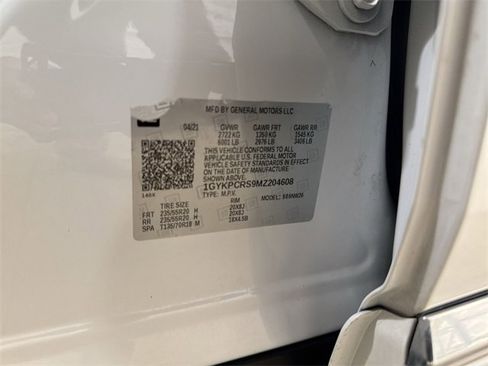 MFD BY GENERAL MOTORS LLC
04/21 GVWR GAWR FRT GAWR RR
2722 KG 1350 KG 1545 KG
6001 LB 2976 LB 3406 LB
THIS VEHICLE CONFORMS TO ALL APPLICABLE
U.S. FEDERAL MOTOR
VEHICLE SAFETY STANDARDS IN EFFECT
ON THE DATE OF MANUFACTURE
SHOWN ABOVE.
1GYKPCRS9MZ204608
TYPE: M.P.V. MODEL:
TIRE SIZE RIM
FRT 235/55R20 H 20X8J
RR 235/55R20 H 20X8J
SPA T135/70R18 M 18X4.5B